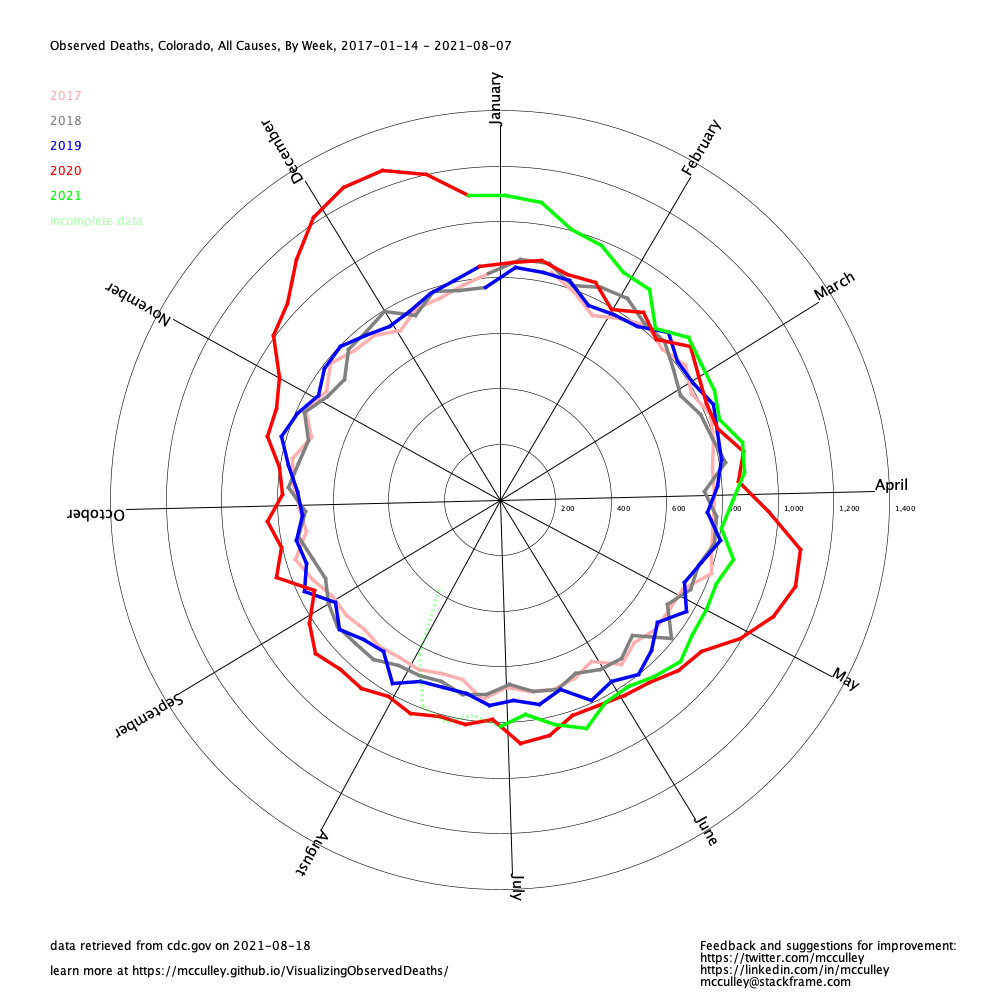 Observed Deaths, Colorado, All Causes, By Week, 2017-01-14 - 2021-08-07
2017
2018
2019
2020
2021
incomplete data
January
February
March
April
May
June
July
August
September
October
November
December
200
400
600
800
1,000
1,200
1,400
data retrieved from cdc.gov on 2021-08-18
learn more at https://mcculley.github.io/VisualizingObservedDeaths/
Feedback and suggestions for improvement:
https://twitter.com/mcculley
https://linkedin.com/in/mcculley
mcculley@stackframe.com